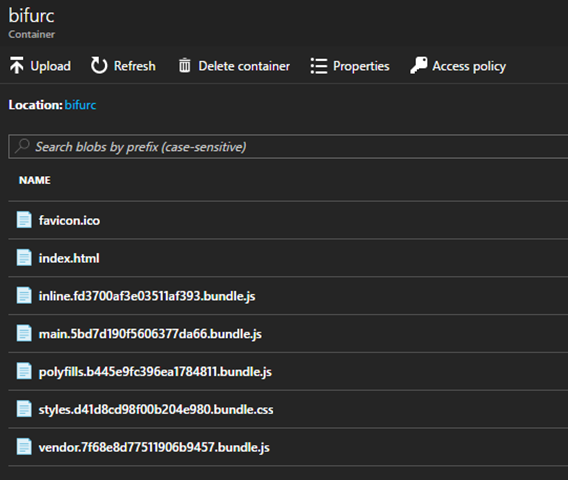 bifurc
Container
Upload Refresh Delete container Properties Access policy
Location: bifurc
Search blobs by prefix (case-sensitive)
NAME
favicon.ico
index.html
inline.fd3700af3e03511af393.bundle.js
main.5bd7d190f5606377da66.bundle.js
polyfills.b445e9fc396ea1784811.bundle.js
styles.d41d8cd98f00b204e980.bundle.css
vendor.7f68e8d77511906b9457.bundle.js